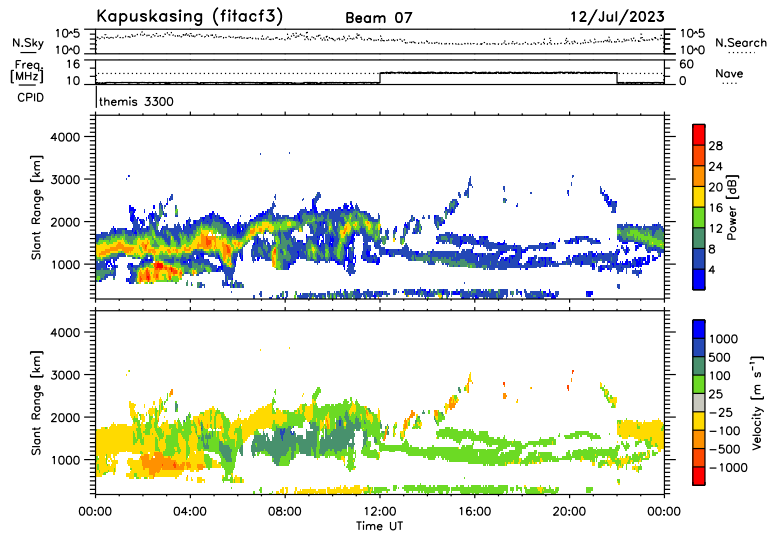 Kapuskasing (fitacf3) Beam 07 12/Jul/2023
N.Sky 10^5 10^0 10^5 10^0 N.Search
Freq. [MHz] 16 10 60 0 Nave
CPID themis 3300
Slant Range [km] 4000 3000 2000 1000
Power [dB] 28 24 20 16 12 8 4
Slant Range [km] 4000 3000 2000 1000
Velocity [m s⁻¹] 1000 500 100 25 −25 −100 −500 −1000
00:00 04:00 08:00 12:00 16:00 20:00 00:00
Time UT